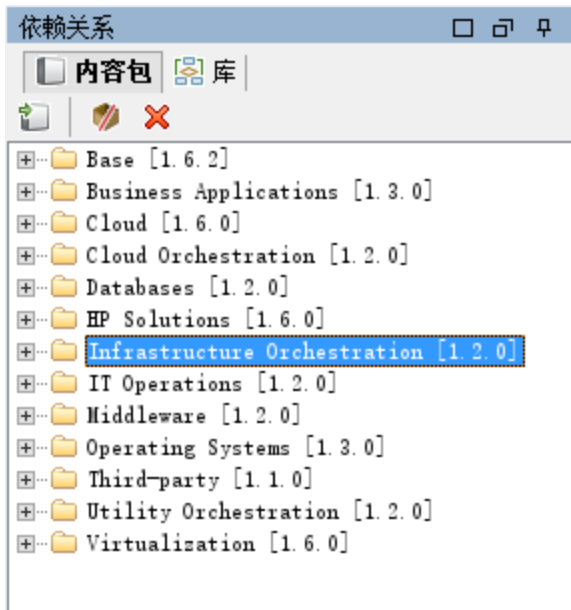 依赖关系
内容包 库
Base [1.6.2]
Business Applications [1.3.0]
Cloud [1.6.0]
Cloud Orchestration [1.2.0]
Databases [1.2.0]
HP Solutions [1.6.0]
Infrastructure Orchestration [1.2.0]
IT Operations [1.2.0]
Middleware [1.2.0]
Operating Systems [1.3.0]
Third-party [1.1.0]
Utility Orchestration [1.2.0]
Virtualization [1.6.0]